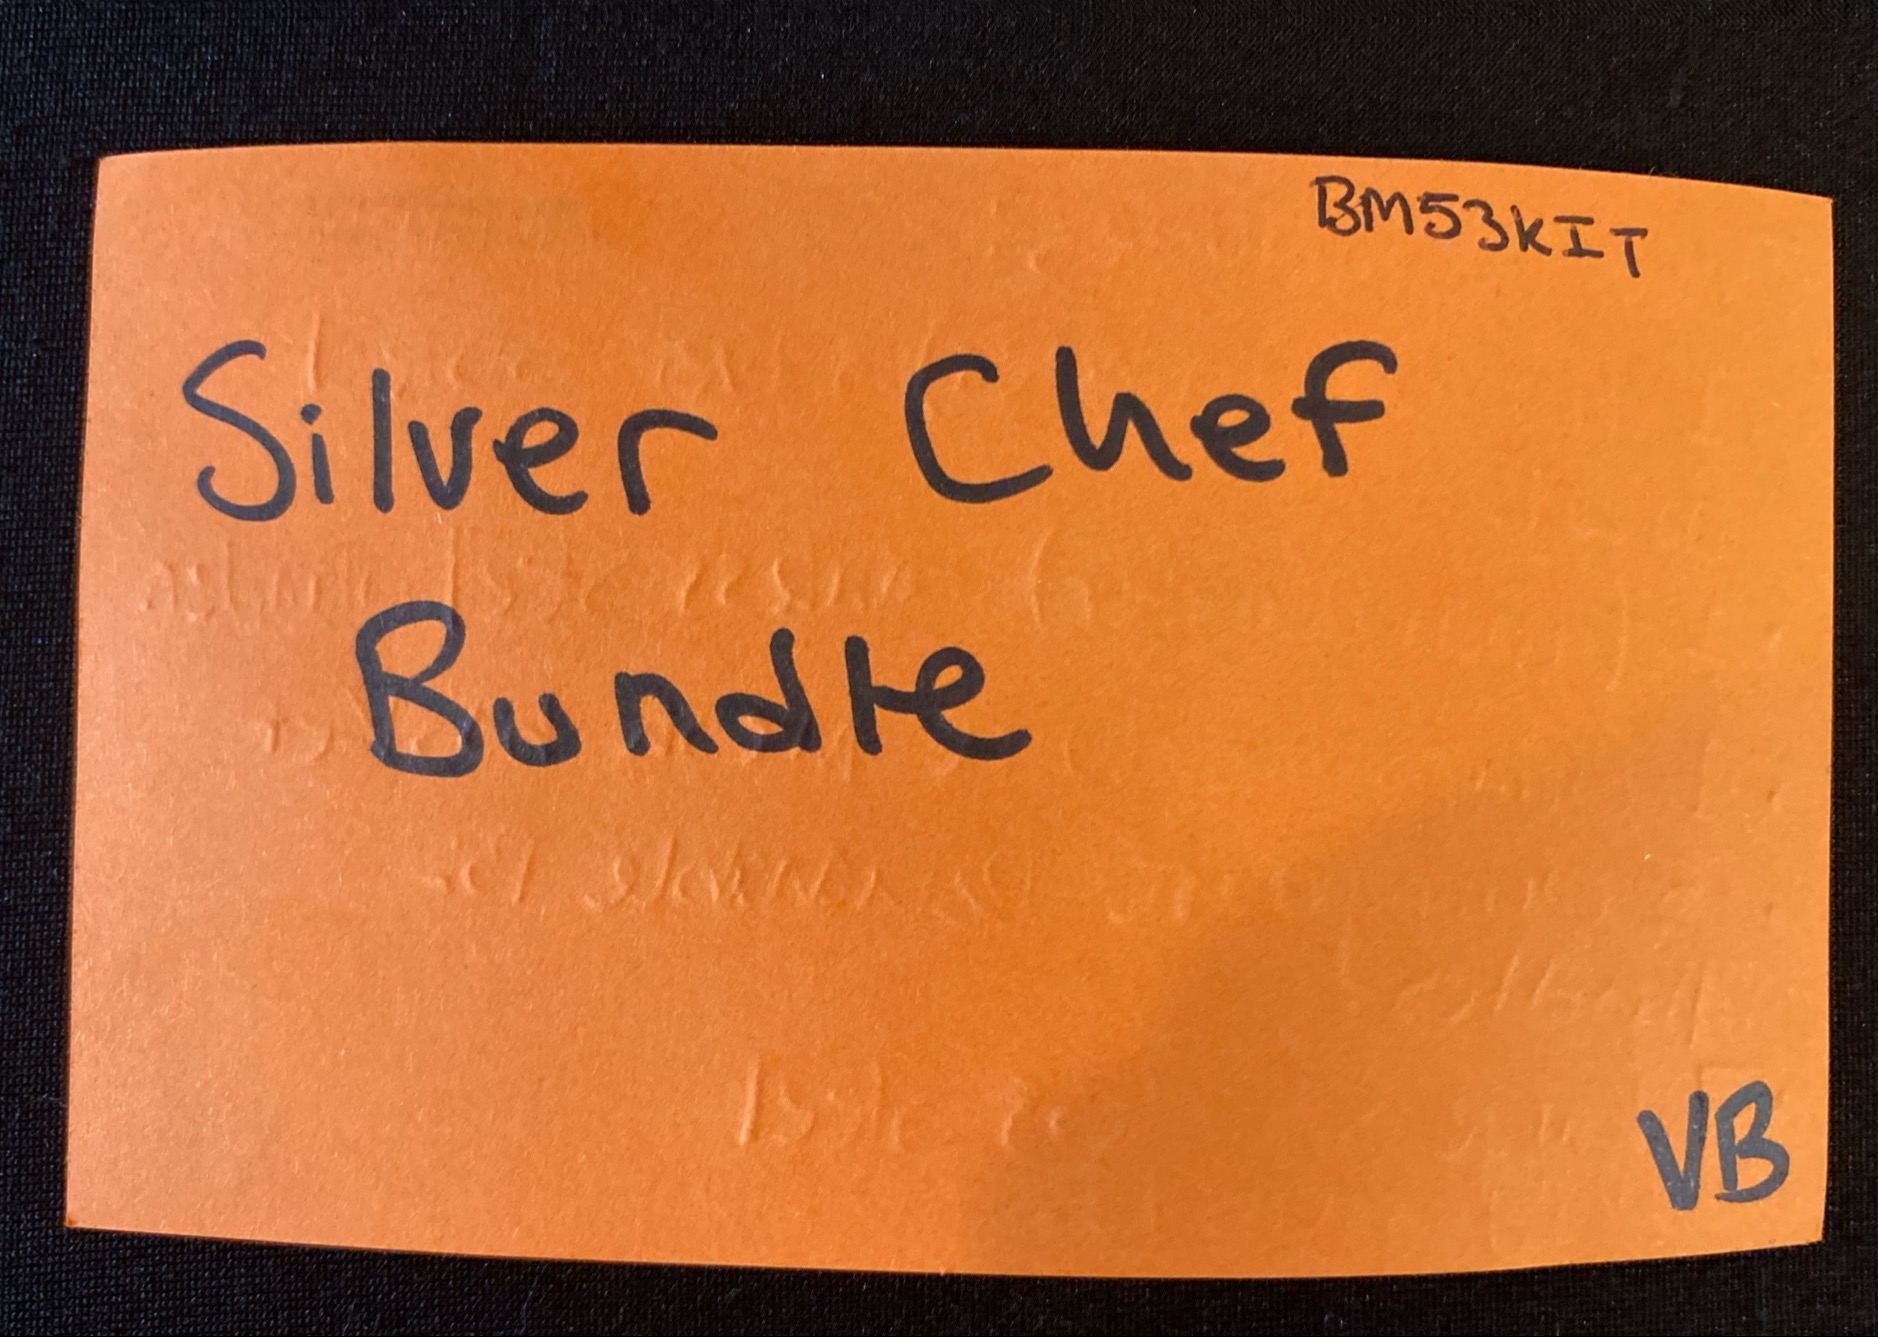 BM53KIT
Silver Chef
Bundle
VB